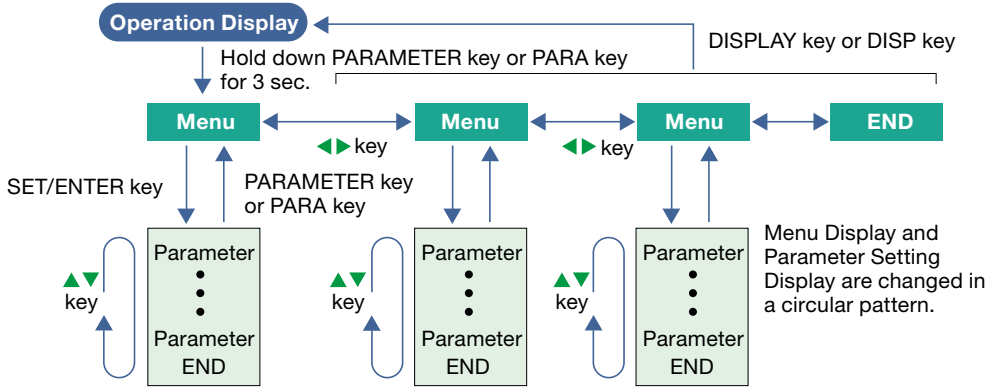 Operation Display
DISPLAY key or DISP key
Hold down PARAMETER key or PARA key
for 3 sec.
Menu
Menu
Menu
END
◀▶ key
◀▶ key
SET/ENTER key
PARAMETER key
or PARA key
Parameter
Parameter
END
▲▼
key
Parameter
Parameter
END
▲▼
key
Parameter
Parameter
END
▲▼
key
Menu Display and
Parameter Setting
Display are changed in
a circular pattern.